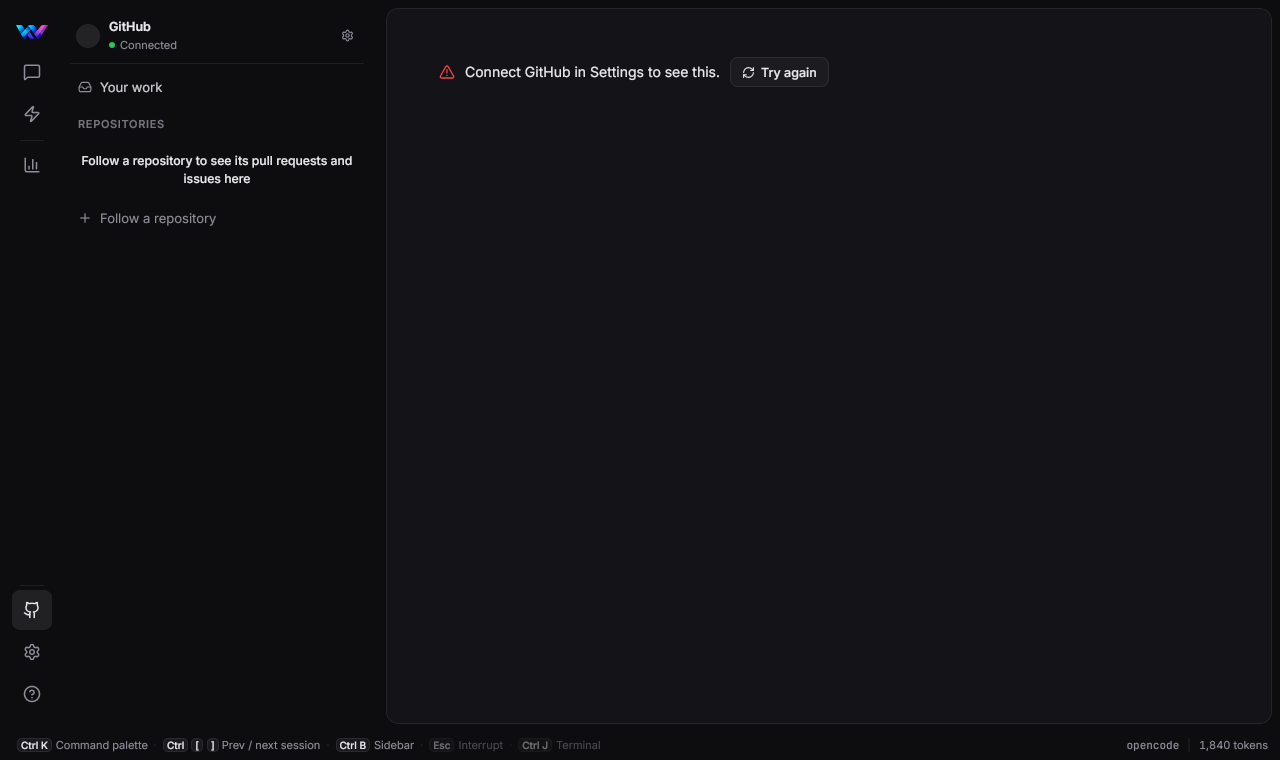 GitHub
Connected
Your work
REPOSITORIES
Follow a repository to see its pull requests and
issues here
Follow a repository
Connect GitHub in Settings to see this.
Try again
Ctrl K Command palette · Ctrl [ ] Prev / next session · Ctrl B Sidebar · Esc Interrupt · Ctrl J Terminal
opencode 1,840 tokens